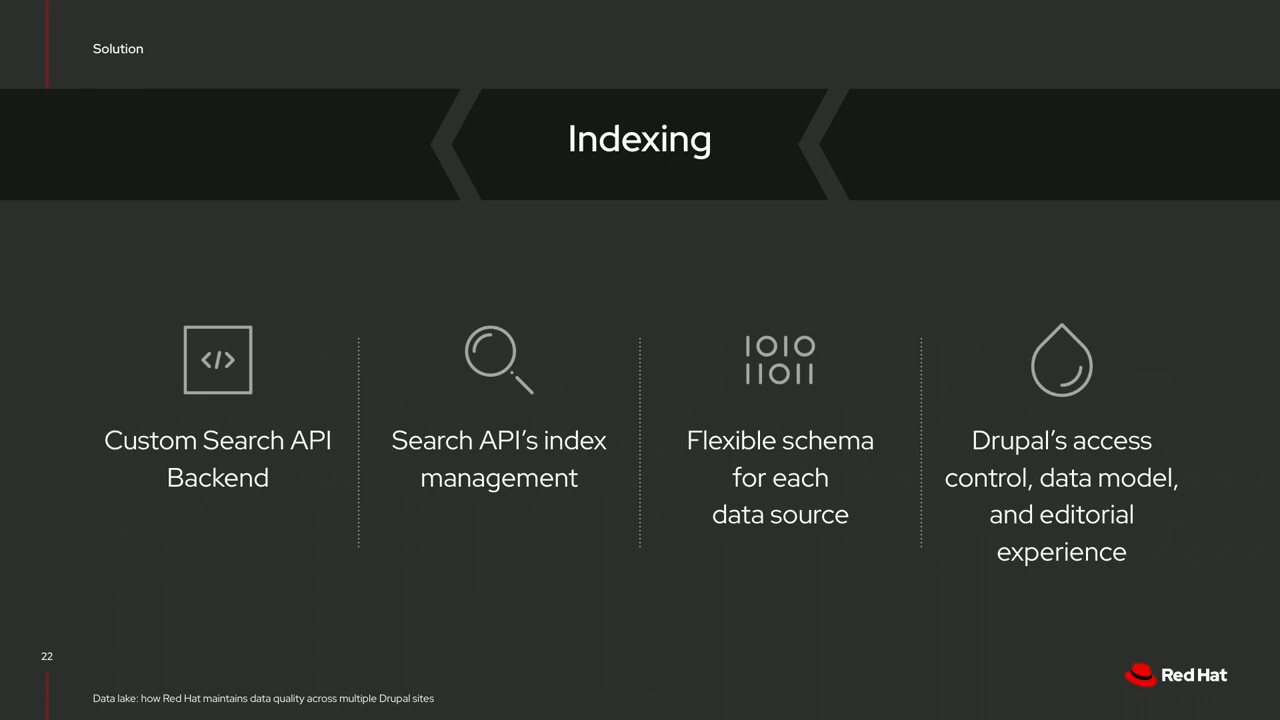 Solution
Indexing
Custom Search API
Backend
Search API’s index
management
1010
11011
Flexible schema
for each
data source
Drupal’s access
control, data model,
and editorial
experience
22
Data lake: how Red Hat maintains data quality across multiple Drupal sites
Red Hat